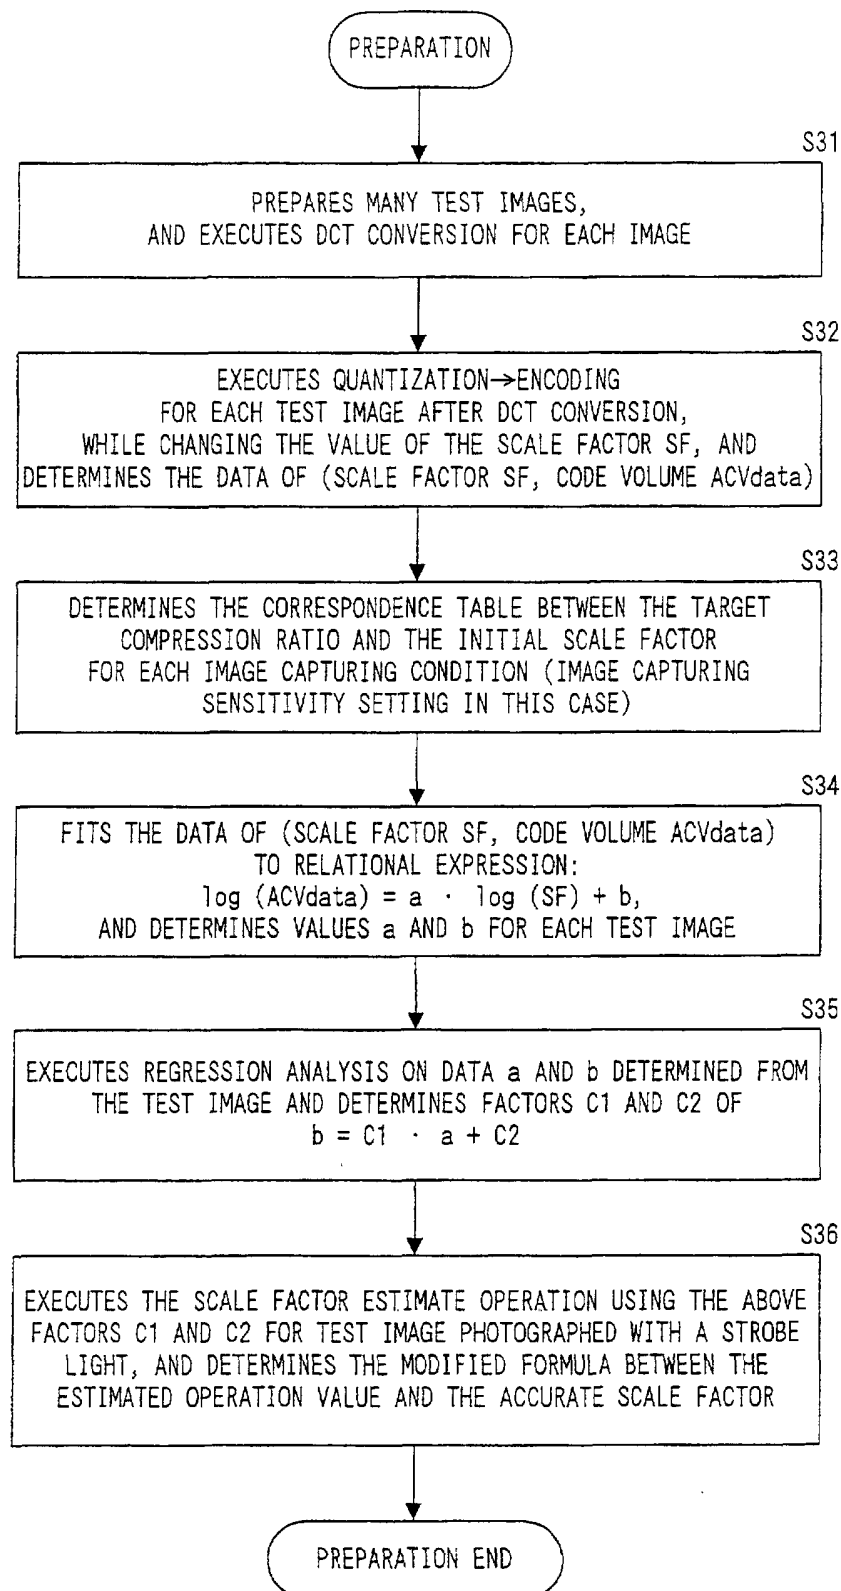 PREPARATION
S31
PREPARES MANY TEST IMAGES,
AND EXECUTES DCT CONVERSION FOR EACH IMAGE
S32
EXECUTES QUANTIZATION→ENCODING
FOR EACH TEST IMAGE AFTER DCT CONVERSION,
WHILE CHANGING THE VALUE OF THE SCALE FACTOR SF, AND
DETERMINES THE DATA OF (SCALE FACTOR SF, CODE VOLUME ACVdata)
S33
DETERMINES THE CORRESPONDENCE TABLE BETWEEN THE TARGET
COMPRESSION RATIO AND THE INITIAL SCALE FACTOR
FOR EACH IMAGE CAPTURING CONDITION (IMAGE CAPTURING
SENSITIVITY SETTING IN THIS CASE)
S34
FITS THE DATA OF (SCALE FACTOR SF, CODE VOLUME ACVdata)
TO RELATIONAL EXPRESSION:
log (ACVdata) = a · log (SF) + b,
AND DETERMINES VALUES a AND b FOR EACH TEST IMAGE
S35
EXECUTES REGRESSION ANALYSIS ON DATA a AND b DETERMINED FROM
THE TEST IMAGE AND DETERMINES FACTORS C1 AND C2 OF
b = C1 · a + C2
S36
EXECUTES THE SCALE FACTOR ESTIMATE OPERATION USING THE ABOVE
FACTORS C1 AND C2 FOR TEST IMAGE PHOTOGRAPHED WITH A STROBE
LIGHT, AND DETERMINES THE MODIFIED FORMULA BETWEEN THE
ESTIMATED OPERATION VALUE AND THE ACCURATE SCALE FACTOR
PREPARATION END